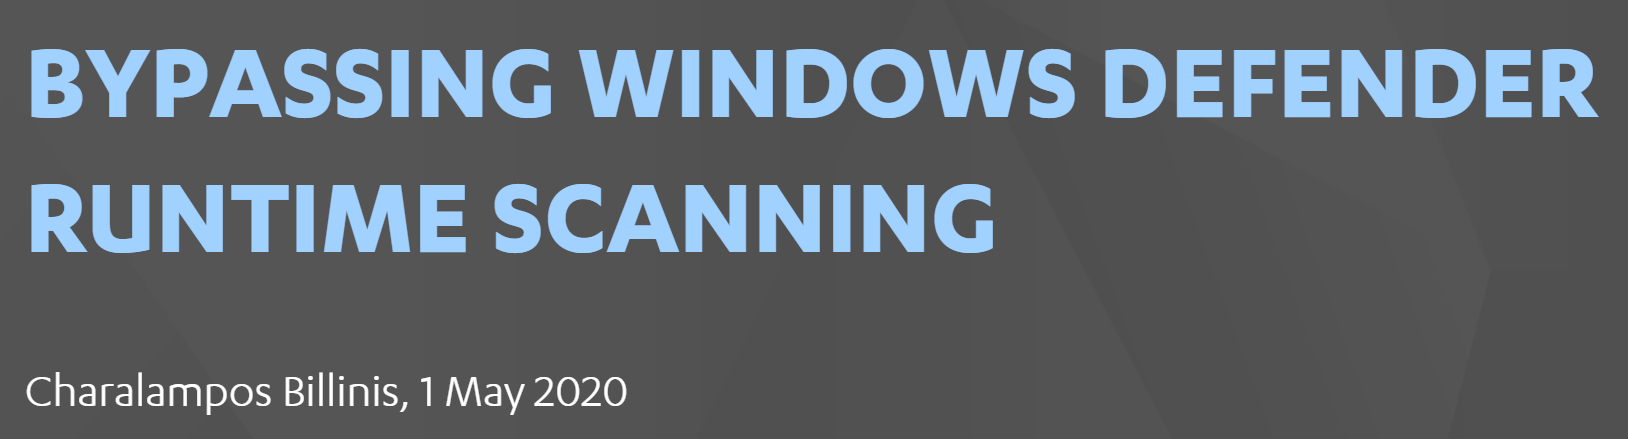 BYPASSING WINDOWS DEFENDER
RUNTIME SCANNING
Charalampos Billinis, 1 May 2020